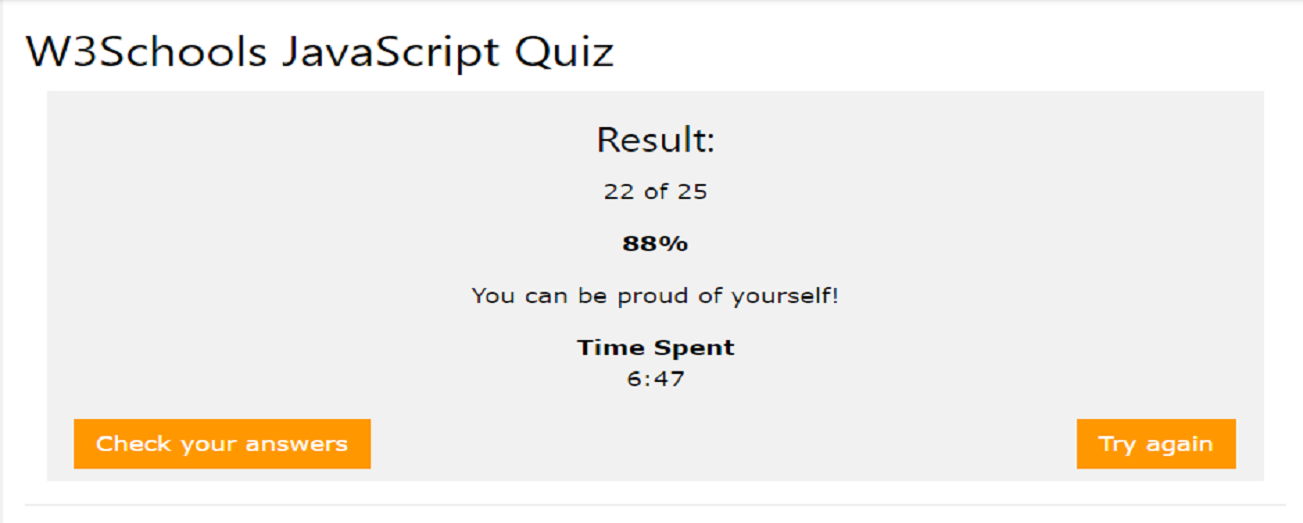 W3Schools JavaScript Quiz
Result:
22 of 25
88%
You can be proud of yourself!
Time Spent
6:47
Check your answers
Try again